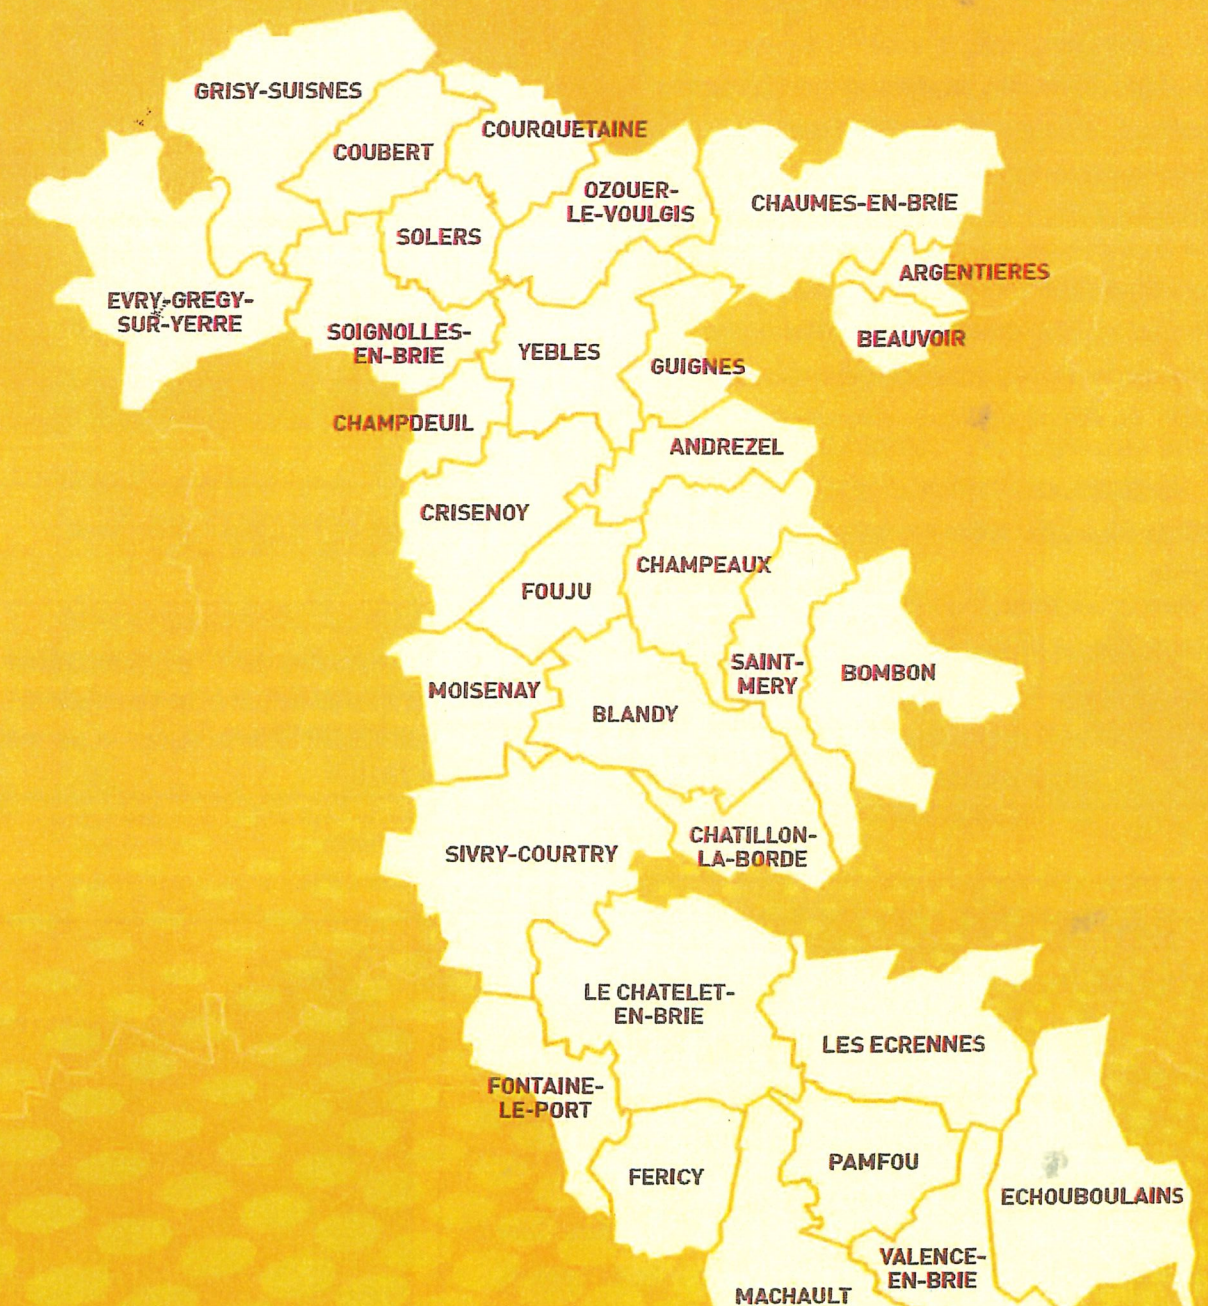 GRISY-SUISNES
COUBERT
COURQUETAINE
OZOUER-
LE-VOULGIS
CHAUMES-EN-BRIE
SOLERS
ARGENTIERES
EVRY-GREGY-
SUR-YERRE
SOIGNOLLES-
EN-BRIE
YEBLES
BEAUVOIR
GUIGNES
CHAMPDEUIL
ANDREZEL
CRISENOY
CHAMPEAUX
FOUJU
SAINT-
MERY
BOMBON
MOISENAY
BLANDY
SIVRY-COURTRY
CHATILLON-
LA-BORDE
LE CHATELET-
EN-BRIE
LES ECRENNES
FONTAINE-
LE-PORT
PAMFOU
FERICY
ECHOUBOULAINS
VALENCE-
EN-BRIE
MACHAULT